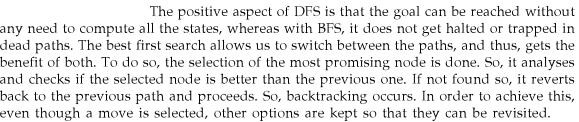 The positive aspect of DFS is that the goal can be reached without
any need to compute all the states, whereas with BFS, it does not get halted or trapped in
dead paths. The best first search allows us to switch between the paths, and thus, gets the
benefit of both. To do so, the selection of the most promising node is done. So, it analyses
and checks if the selected node is better than the previous one. If not found so, it reverts
back to the previous path and proceeds. So, backtracking occurs. In order to achieve this,
even though a move is selected, other options are kept so that they can be revisited.